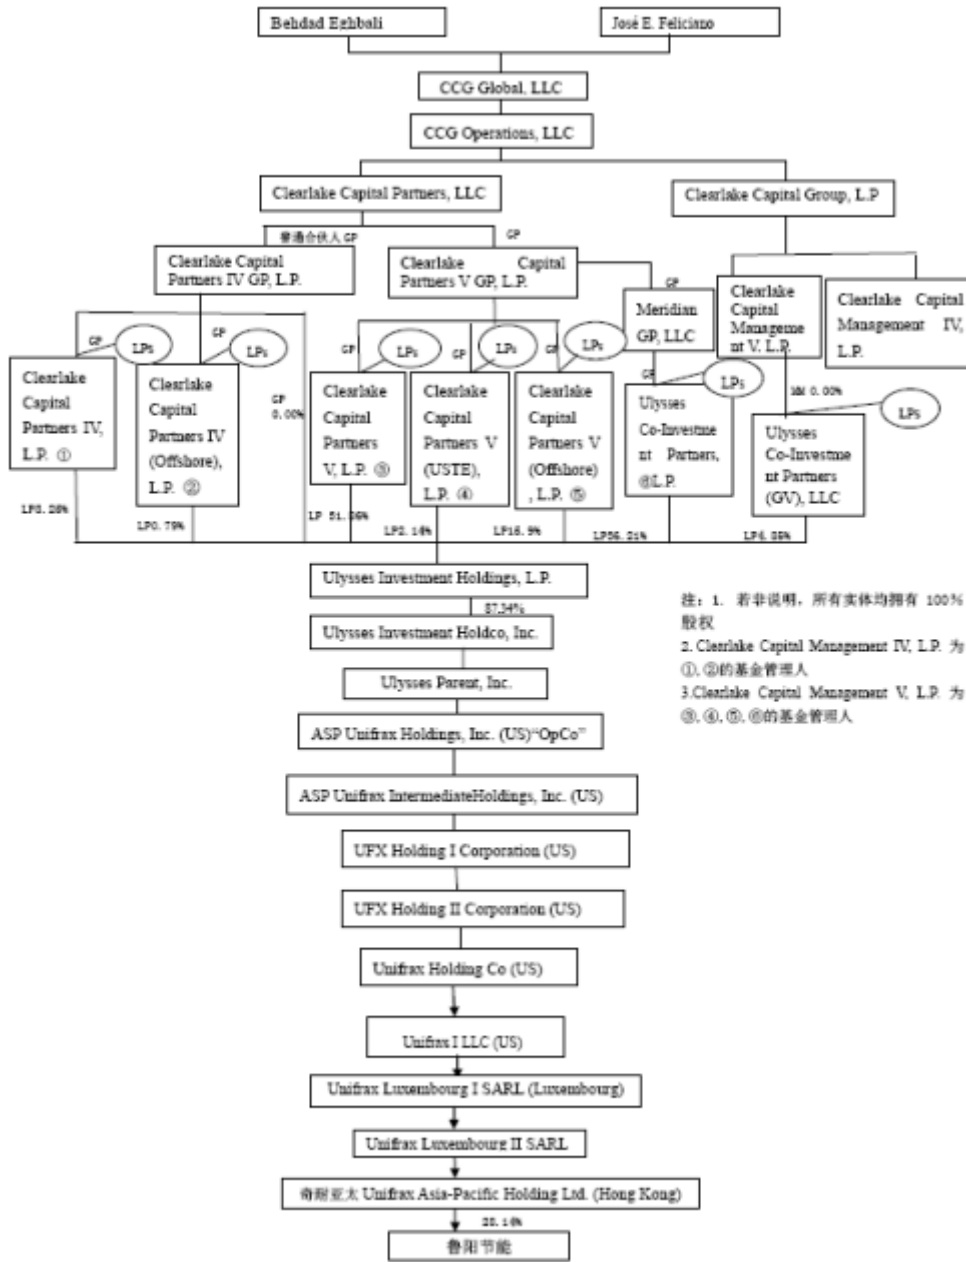 Behdad Eghbali
José E. Feliciano
CCG Global, LLC
CCG Operations, LLC
Clearlake Capital Partners, LLC
Clearlake Capital Group, L.P
普通合伙人 GP
GP
Clearlake Capital
Partners IV GP, L.P.
Clearlake Capital
Partners V GP, L.P.
GP
Meridian
GP, LLC
Clearlake
Capital
Manageme
nt V, L.P.
Clearlake Capital
Management IV,
L.P.
GP
LPs
GP
LPs
GP
LPs
GP
LPs
GP
LPs
GP
LPs
LPs
GP
0.00%
MM 0.00%
Clearlake
Capital
Partners IV,
L.P. ①
Clearlake
Capital
Partners IV
(Offshore),
L.P. ②
Clearlake
Capital
Partners
V, L.P. ③
Clearlake
Capital
Partners V
(USTE),
L.P. ④
Clearlake
Capital
Partners V
(Offshore)
, L.P. ⑤
Ulysses
Co-Investme
nt Partners,
⑥L.P.
Ulysses
Co-Investme
nt Partners
(GV), LLC
LP0.79%
LP2.14%
LP15.9%
Ulysses Investment Holdings, L.P.
87.34%
Ulysses Investment Holdco, Inc.
Ulysses Parent, Inc.
ASP Unifrax Holdings, Inc. (US)“OpCo”
ASP Unifrax IntermediateHoldings, Inc. (US)
UFX Holding I Corporation (US)
UFX Holding II Corporation (US)
Unifrax Holding Co (US)
Unifrax I LLC (US)
Unifrax Luxembourg I SARL (Luxembourg)
Unifrax Luxembourg II SARL
奇耐亚太 Unifrax Asia-Pacific Holding Ltd. (Hong Kong)
28.14%
鲁阳节能
注：1. 若非说明，所有实体均拥有 100%
股权
2. Clearlake Capital Management IV, L.P. 为
①, ②的基金管理人
3.Clearlake Capital Management V, L.P. 为
③, ④, ⑤, ⑥的基金管理人